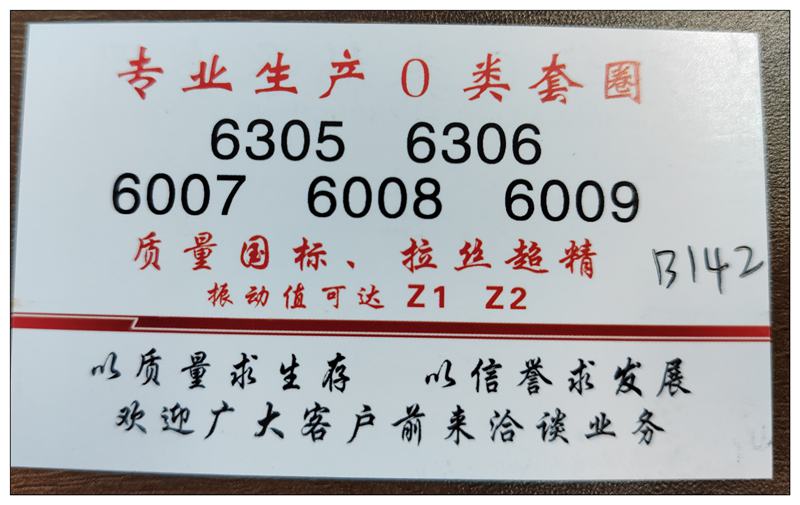 专业生产0类套圈
6305 6306
6007 6008 6009
质量国标、拉丝超精
B142
振动值可达 Z1 Z2
以质量求生存 以信誉求发展
欢迎广大客户前来洽谈业务